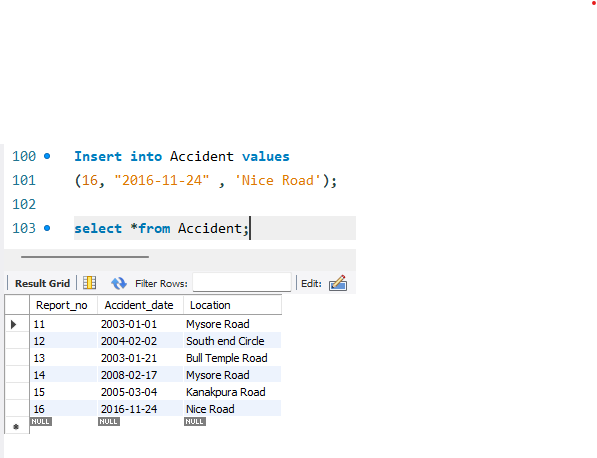 100 Insert into Accident values
101 (16, "2016-11-24" , 'Nice Road');
102
103 select *from Accident;
Result Grid Filter Rows: Edit:
Report_no Accident_date Location
11 2003-01-01 Mysore Road
12 2004-02-02 South end Circle
13 2003-01-21 Bull Temple Road
14 2008-02-17 Mysore Road
15 2005-03-04 Kanakpura Road
16 2016-11-24 Nice Road
NULL NULL NULL